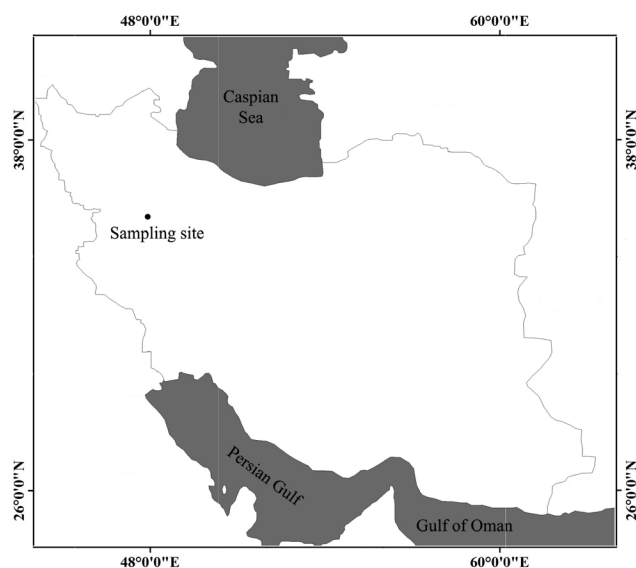 48°0'0"E
60°0'0"E
38°0'0"N
38°0'0"N
Caspian
Sea
Sampling site
Persian Gulf
26°0'0"N
26°0'0"N
Gulf of Oman
48°0'0"E
60°0'0"E